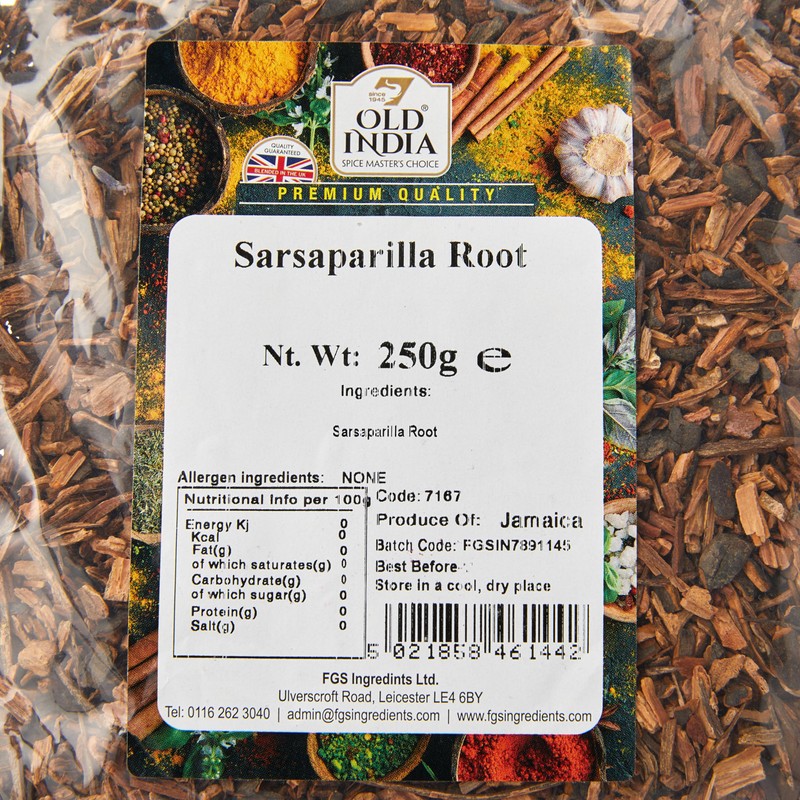 since
1945
OLD
INDIA®
SPICE MASTER'S CHOICE
QUALITY
GUARANTEED
BLENDED IN THE UK
PREMIUM QUALITY
Sarsaparilla Root
Nt. Wt: 250g ℮
Ingredients:
Sarsaparilla Root
Allergen ingredients: NONE
Nutritional Info per 100g
Energy Kj 0
Kcal 0
Fat(g) 0
of which saturates(g) 0
Carbohydrate(g) 0
of which sugar(g) 0
Protein(g) 0
Salt(g) 0
Code: 7167
Produce Of: Jamaica
Batch Code: FGSIN7891145
Best Before
Store in a cool, dry place
5 021858 461442
FGS Ingredints Ltd.
Ulverscroft Road, Leicester LE4 6BY
Tel: 0116 262 3040 | admin@fgsingredients.com | www.fgsingredients.com